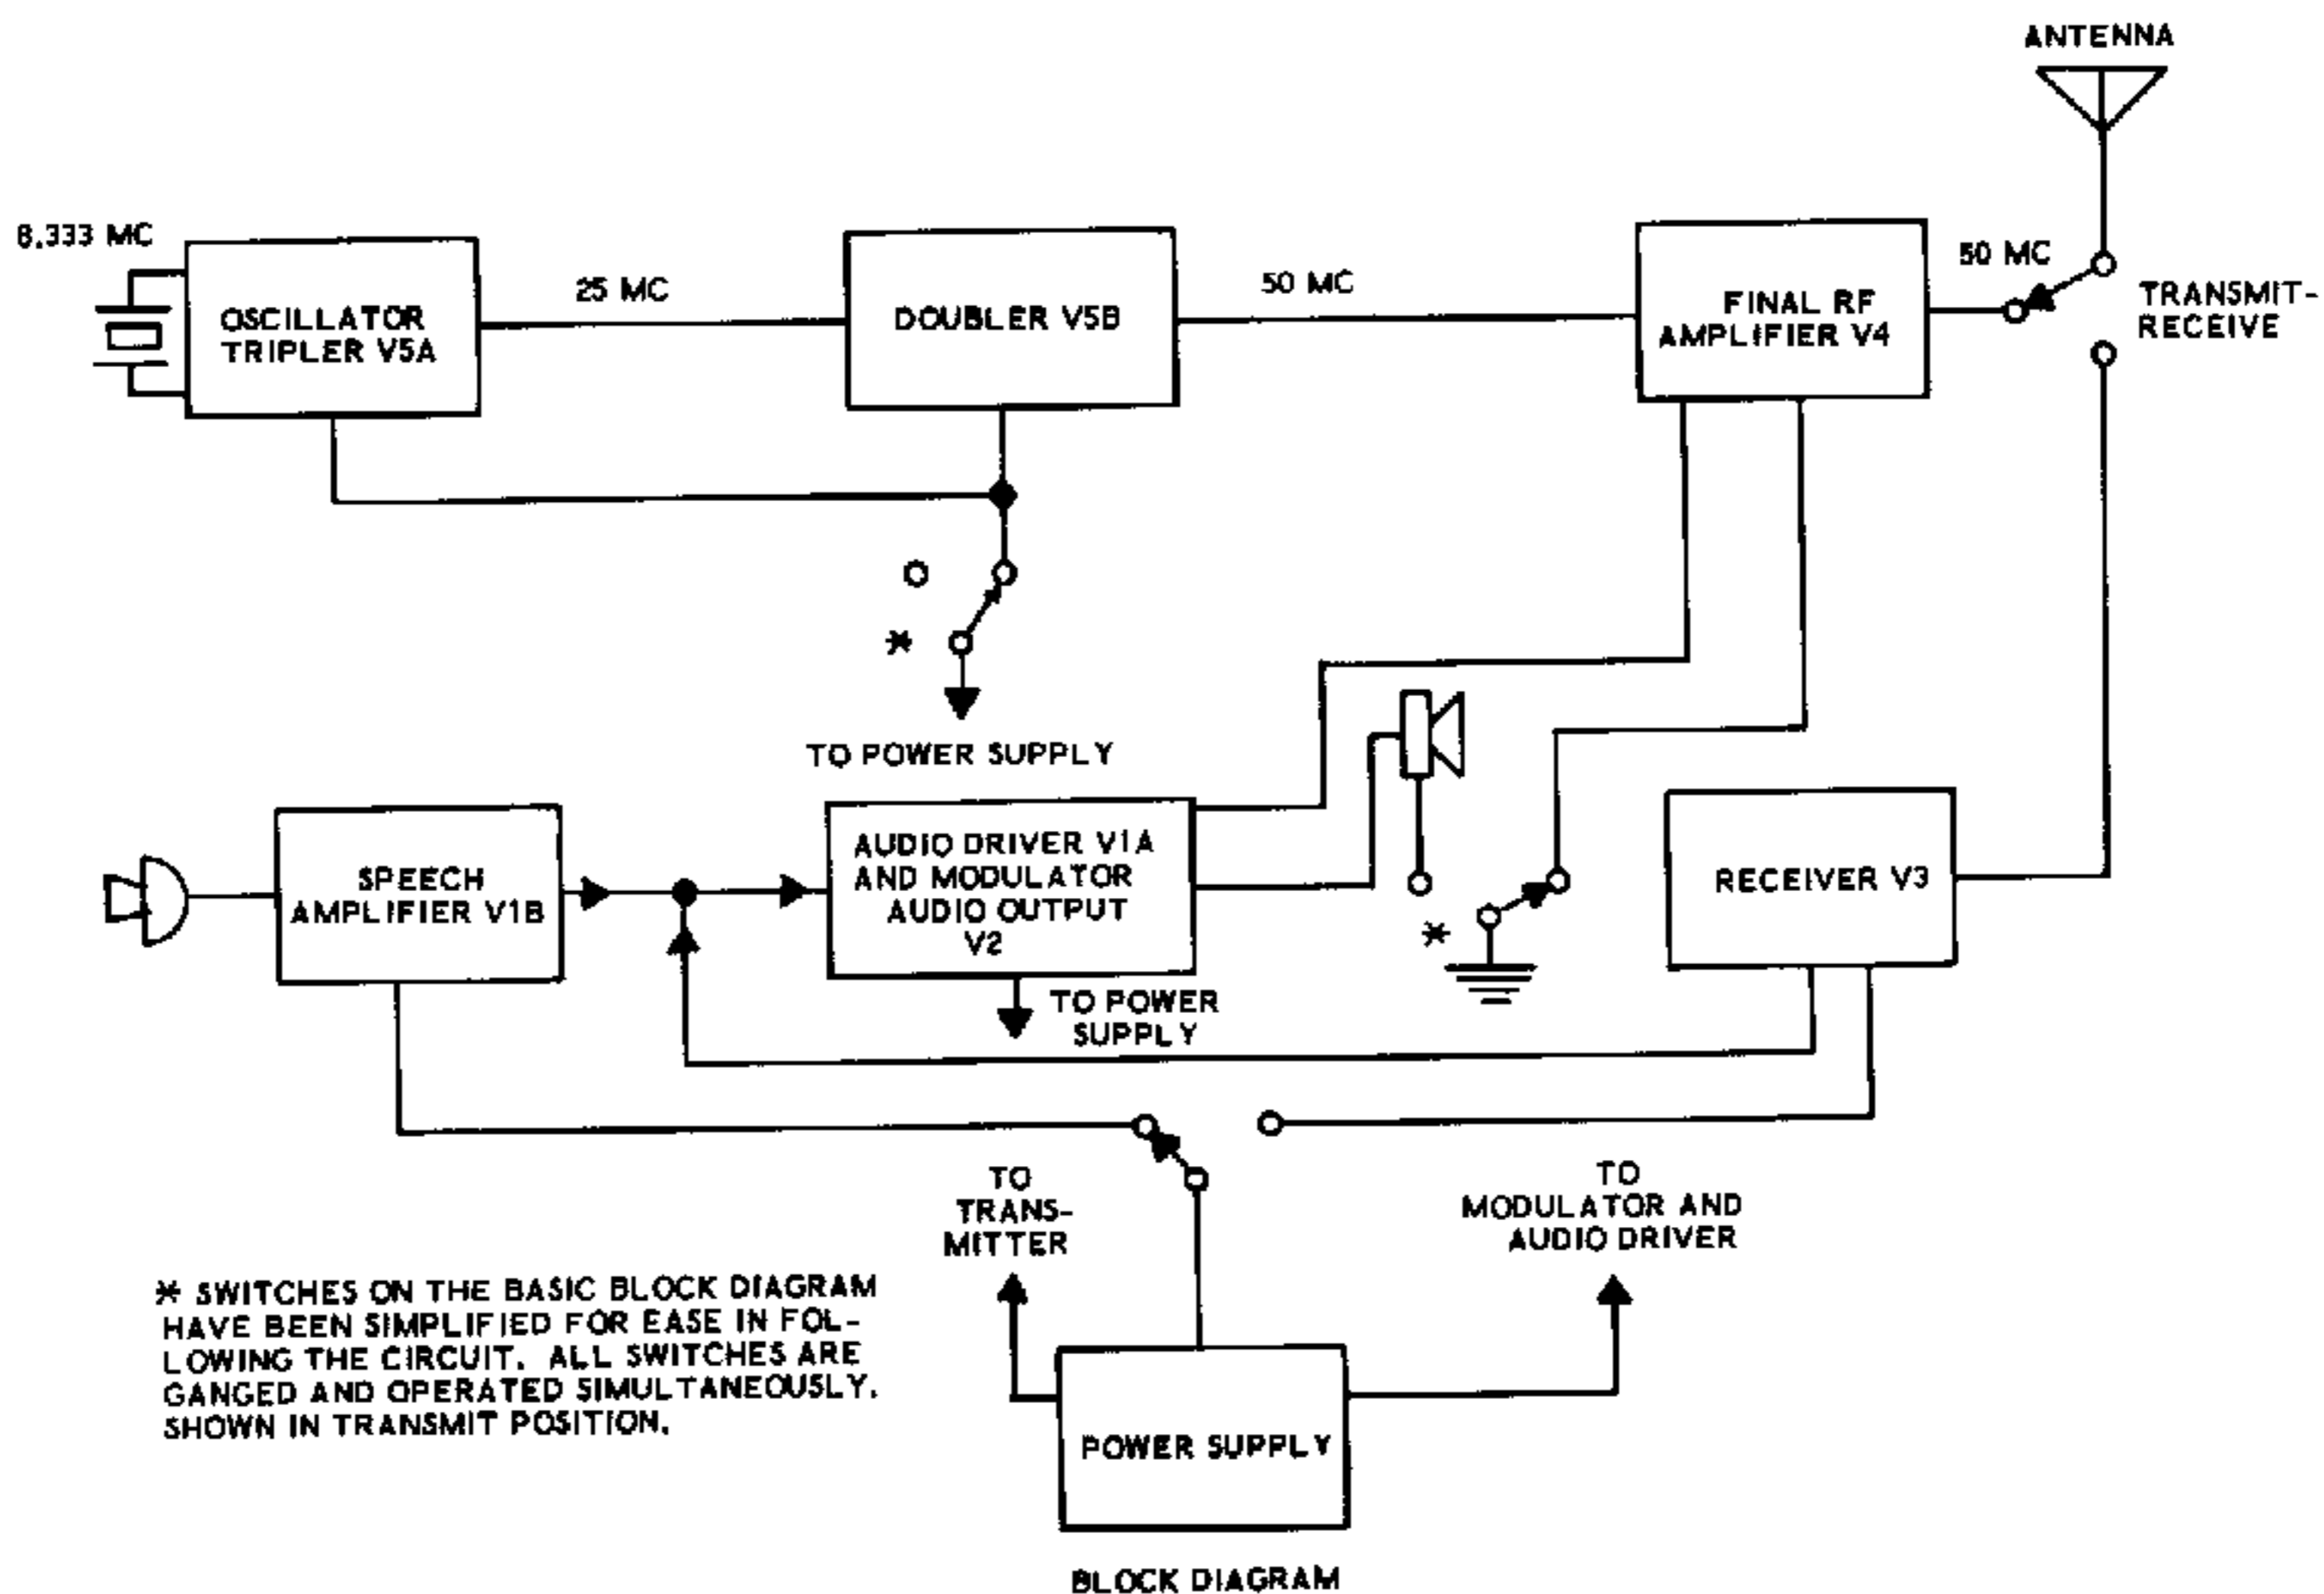 ANTENNA
8.333 MC
OSCILLATOR
TRIPLER V5A
25 MC
DOUBLER V5B
50 MC
FINAL RF
AMPLIFIER V4
50 MC
TRANSMIT-
RECEIVE
*
TO POWER SUPPLY
SPEECH
AMPLIFIER V1B
AUDIO DRIVER V1A
AND MODULATOR
AUDIO OUTPUT
V2
TO POWER
SUPPLY
*
RECEIVER V3
TO
TRANS-
MITTER
TO
MODULATOR AND
AUDIO DRIVER
* SWITCHES ON THE BASIC BLOCK DIAGRAM
HAVE BEEN SIMPLIFIED FOR EASE IN FOL-
LOWING THE CIRCUIT. ALL SWITCHES ARE
GANGED AND OPERATED SIMULTANEOUSLY.
SHOWN IN TRANSMIT POSITION.
POWER SUPPLY
BLOCK DIAGRAM